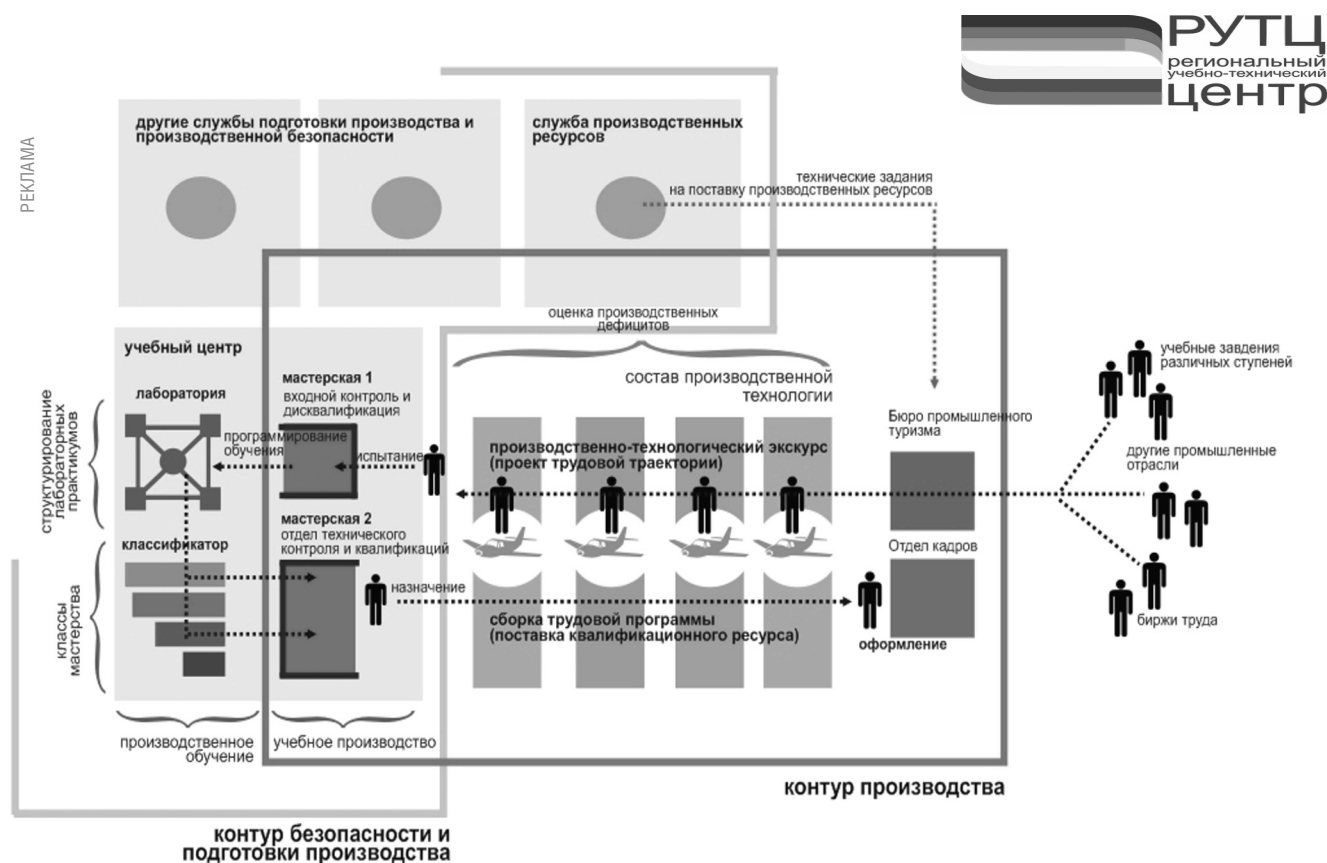 РУТЦ
региональный
учебно-технический
центр
РЕКЛАМА
другие службы подготовки производства и
производственной безопасности
служба производственных
ресурсов
технические задания
на поставку производственных ресурсов
оценка производственных
дефицитов
учебный центр
лаборатория
мастерская 1
входной контроль и
дисквалификация
программирование
обучения
испытание
состав производственной
технологии
производственно-технологический экскурс
(проект трудовой траектории)
Бюро промышленного
туризма
учебные завдения
различных ступеней
другие промышленные
отрасли
структурирование
лабораторных
практикумов
классификатор
мастерская 2
отдел технического
контроля и квалификаций
назначение
Отдел кадров
сборка трудовой программы
(поставка квалификационного ресурса)
оформление
биржи труда
классы
мастерства
производственное
обучение
учебное производство
контур производства
контур безопасности и
подготовки производства